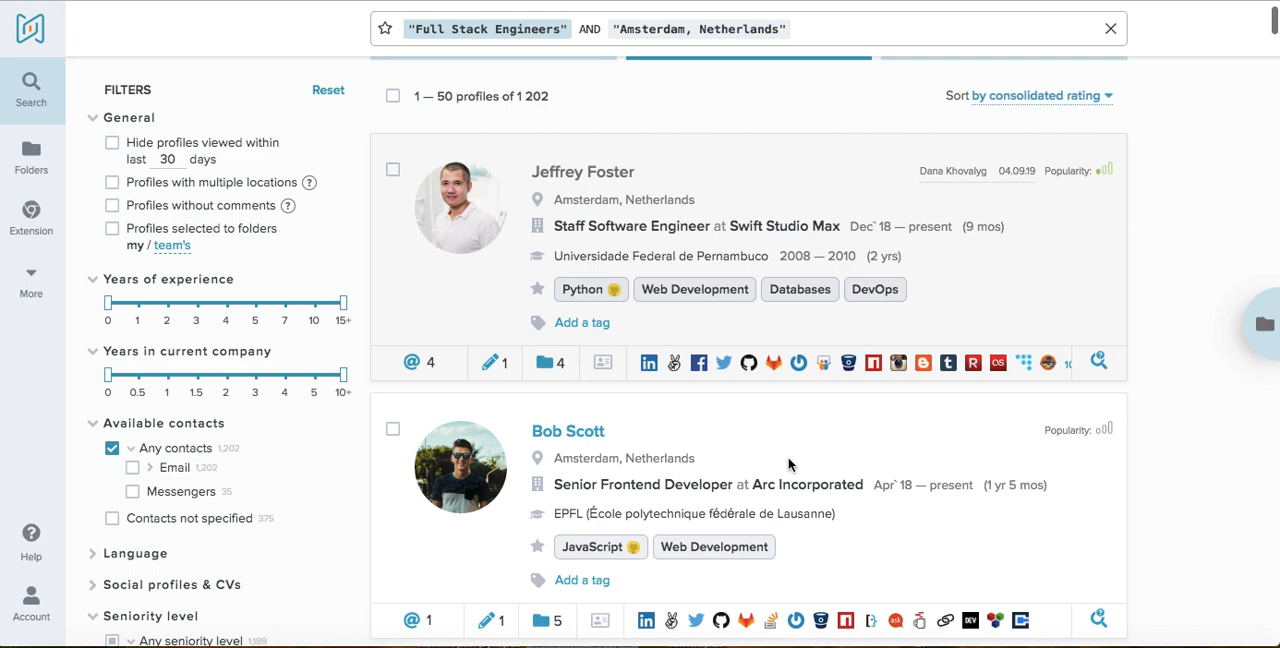 "Full Stack Engineers" AND "Amsterdam, Netherlands"
Search
Folders
Extension
More
Help
Account
FILTERS Reset
General
Hide profiles viewed within
last 30 days
Profiles with multiple locations ?
Profiles without comments ?
Profiles selected to folders
my / team's
Years of experience
0 1 2 3 4 5 7 10 15+
Years in current company
0 0.5 1 1.5 2 3 4 5 10+
Available contacts
Any contacts 1,202
Email 1,202
Messengers 35
Contacts not specified 375
Language
Social profiles & CVs
Seniority level
Any seniority level 1,189
1 — 50 profiles of 1 202
Sort by consolidated rating
Jeffrey Foster
Dana Khovalyg 04.09.19 Popularity:
Amsterdam, Netherlands
Staff Software Engineer at Swift Studio Max Dec` 18 — present (9 mos)
Universidade Federal de Pernambuco 2008 — 2010 (2 yrs)
Python Web Development Databases DevOps
Add a tag
@ 4 1 4
Bob Scott
Popularity:
Amsterdam, Netherlands
Senior Frontend Developer at Arc Incorporated Apr` 18 — present (1 yr 5 mos)
EPFL (École polytechnique fédérale de Lausanne)
JavaScript Web Development
Add a tag
@ 1 1 5